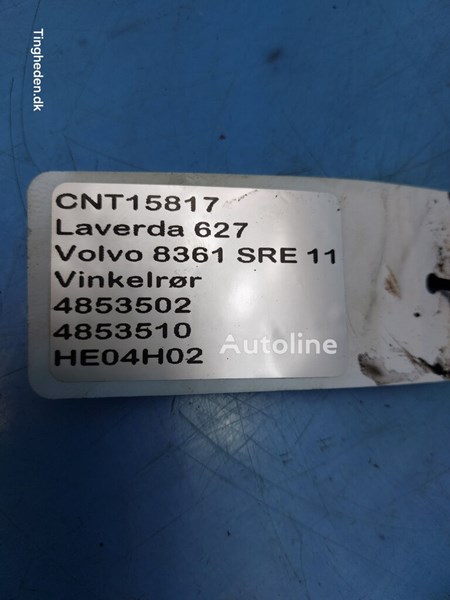 Tingheden.dk
CNT15817
Laverda 627
Volvo 8361 SRE 11
Vinkelrør
4853502
4853510
HE04H02
Autoline